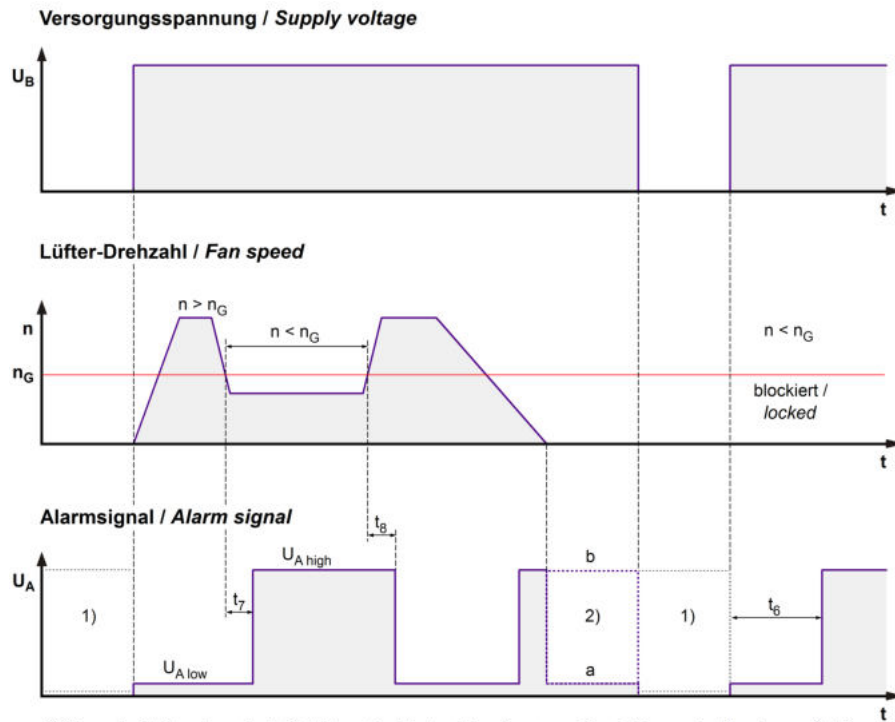 Versorgungsspannung / Supply voltage
U_B
t
Lüfter-Drehzahl / Fan speed
n > n_G
n
n < n_G
n < n_G
n_G
blockiert /
locked
t
Alarmsignal / Alarm signal
t_8
U_A
U_A high
b
1)
t_7
2)
1)
t_6
U_A low
a
t